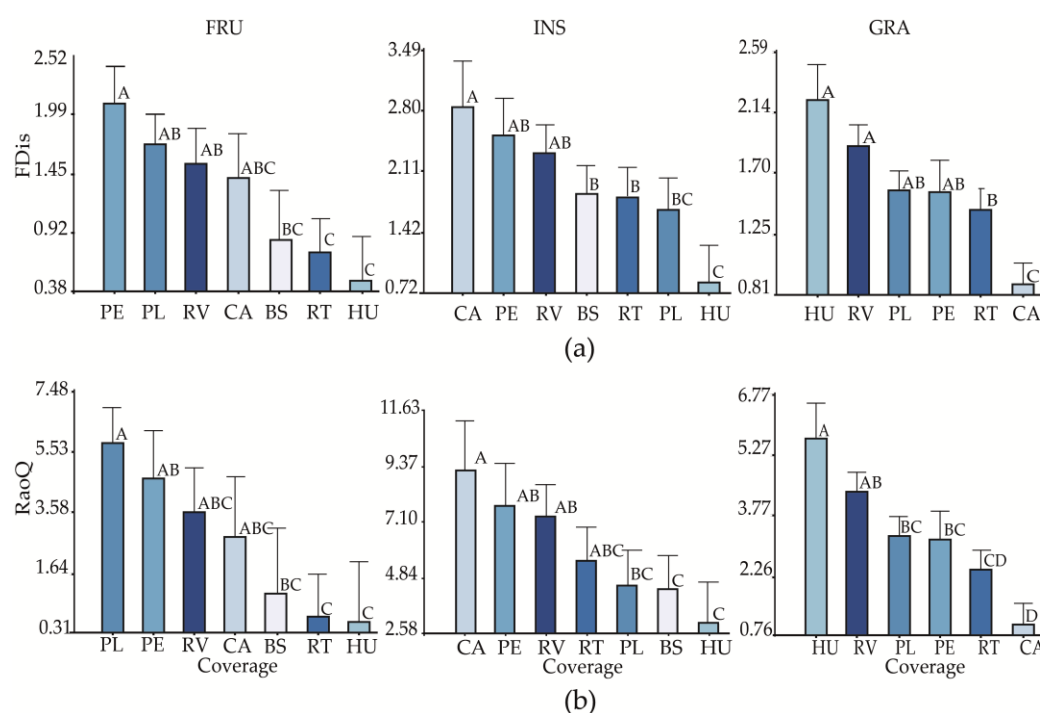 FRU INS GRA
FDis
2.52
1.99
1.45
0.92
0.38
A AB AB ABC BC C C
PE PL RV CA BS RT HU
3.49
2.80
2.11
1.42
0.72
A AB AB B B BC C
CA PE RV BS RT PL HU
2.59
2.14
1.70
1.25
0.81
A A AB AB B C
HU RV PL PE RT CA
(a)
RaoQ
7.48
5.53
3.58
1.64
0.31
A AB ABC ABC BC C C
PL PE RV CA BS RT HU
Coverage
11.63
9.37
7.10
4.84
2.58
A AB AB ABC BC C C
CA PE RV RT PL BS HU
Coverage
6.77
5.27
3.77
2.26
0.76
A AB BC BC CD D
HU RV PL PE RT CA
Coverage
(b)